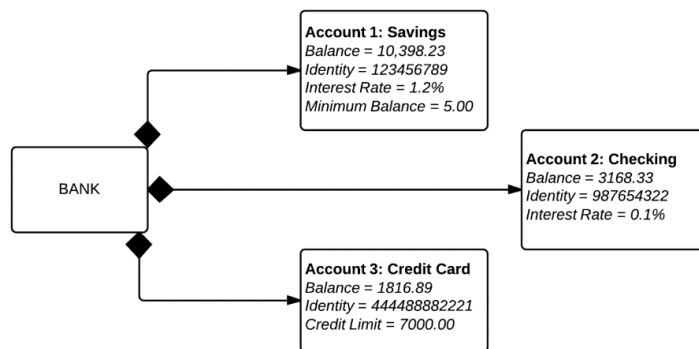 Account 1: Savings
Balance = 10,398.23
Identity = 123456789
Interest Rate = 1.2%
Minimum Balance = 5.00
BANK
Account 2: Checking
Balance = 3168.33
Identity = 987654322
Interest Rate = 0.1%
Account 3: Credit Card
Balance = 1816.89
Identity = 444488882221
Credit Limit = 7000.00